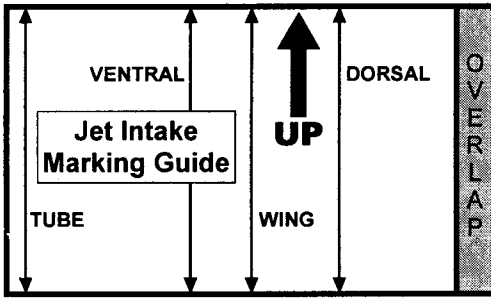 VENTRAL
DORSAL
UP
Jet Intake
Marking Guide
TUBE
WING
OVERLAP